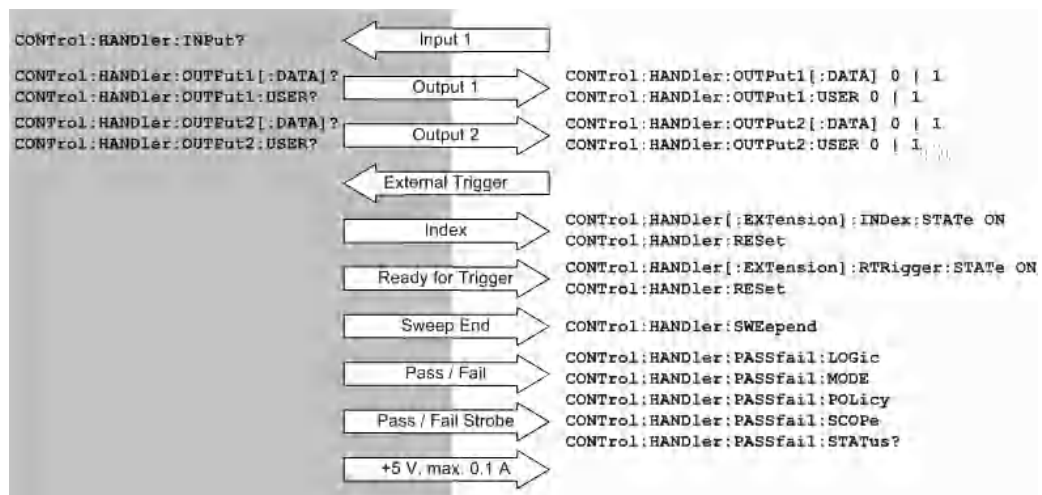 CONTrol:HANDler:INPut?
Input 1
CONTrol:HANDler:OUTPut1[:DATA]?
CONTrol:HANDler:OUTPut1:USER?
Output 1
CONTrol:HANDler:OUTPut1[:DATA] 0 | 1
CONTrol:HANDler:OUTPut1:USER 0 | 1
CONTrol:HANDler:OUTPut2[:DATA]?
CONTrol:HANDler:OUTPut2:USER?
Output 2
CONTrol:HANDler:OUTPut2[:DATA] 0 | 1
CONTrol:HANDler:OUTPut2:USER 0 | 1
External Trigger
Index
CONTrol:HANDler[:EXTension]:INDex:STATe ON
CONTrol:HANDler:RESet
Ready for Trigger
CONTrol:HANDler[:EXTension]:RTRigger:STATe ON
CONTrol:HANDler:RESet
Sweep End
CONTrol:HANDler:SWEepend
Pass / Fail
CONTrol:HANDler:PASSfail:LOGic
CONTrol:HANDler:PASSfail:MODE
CONTrol:HANDler:PASSfail:POLicy
Pass / Fail Strobe
CONTrol:HANDler:PASSfail:SCOPe
CONTrol:HANDler:PASSfail:STATus?
+5 V, max. 0.1 A